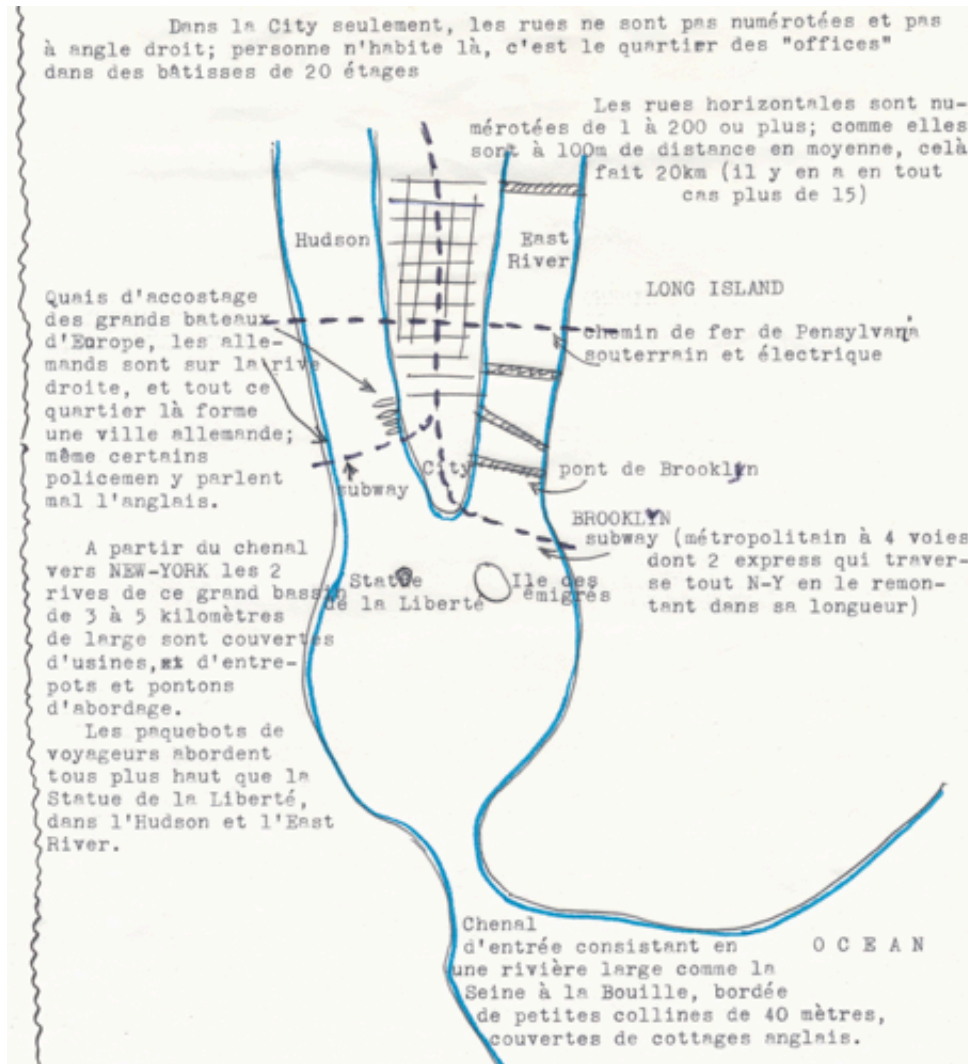 Dans la City seulement, les rues ne sont pas numérotées et pas
à angle droit; personne n'habite là, c'est le quartier des "offices"
dans des bâtisses de 20 étages
Les rues horizontales sont nu-
mérotées de 1 à 200 ou plus; comme elles
sont à 100m de distance en moyenne, celà
fait 20km (il y en a en tout
cas plus de 15)
Hudson
East
River
LONG ISLAND
Quais d'accostage
des grands bateaux
d'Europe, les alle-
mands sont sur la rive
droite, et tout ce
quartier là forme
une ville allemande;
même certains
policemen y parlent
mal l'anglais.
chemin de fer de Pensylvania
souterrain et électrique
City
pont de Brooklyn
subway
BROOKLYN
subway (métropolitain à 4 voies
dont 2 express qui traver-
se tout N-Y en le remon-
tant dans sa longueur)
Statue
de la Liberté
Ile des
émigrés
A partir du chenal
vers NEW-YORK les 2
rives de ce grand bassin
de 3 à 5 kilomètres
de large sont couvertes
d'usines, d'entre-
pots et pontons
d'abordage.
Les paquebots de
voyageurs abordent
tous plus haut que la
Statue de la Liberté,
dans l'Hudson et l'East
River.
Chenal
d'entrée consistant en
une rivière large comme la
Seine à la Bouille, bordée
de petites collines de 40 mètres,
couvertes de cottages anglais.
OCEAN